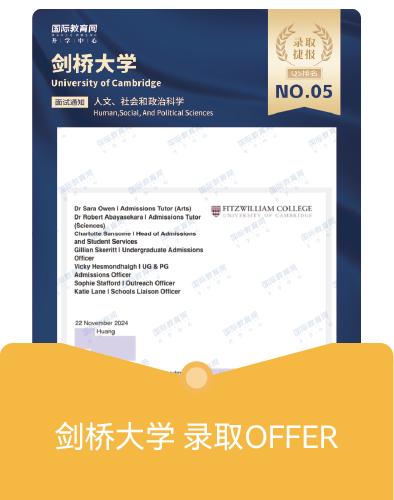 国际教育网
升学中心
剑桥大学
University of Cambridge
面试通知
人文、社会和政治科学
Human,Social, And Political Sciences
录取
捷报
QS排名
NO.05
Dr Sara Owen I Admissions Tutor (Arts)
Dr Robert Abayasekara I Admissions Tutor
(Sciences)
Charlotte Sansome I Head of Admissions
and Student Services
Gillian Skerritt I Undergraduate Admissions
Officer
Vicky Hesmondhalgh I UG & PG
Admissions Officer
Sophie Stafford I Outreach Officer
Katie Lane I Schools Liaison Officer
FITZWILLIAM COLLEGE
UNIVERSITY OF CAMBRIDGE
22 November 2024
Huang
剑桥大学 录取OFFER